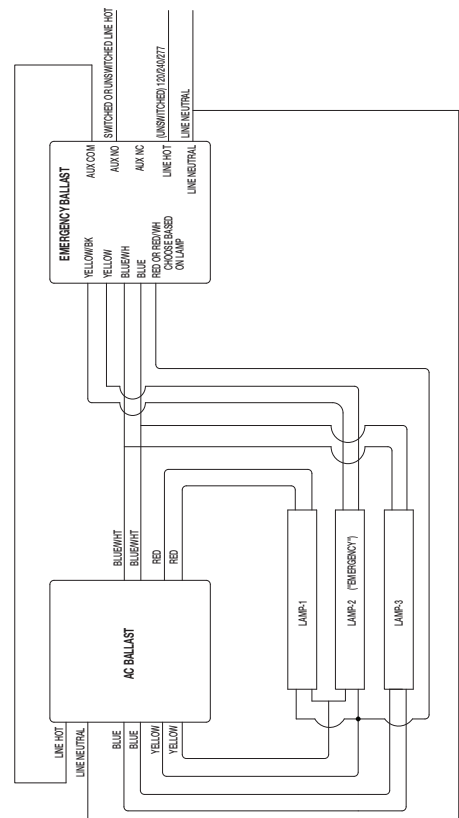 EMERGENCY BALLAST
YELLOW/BK
YELLOW
BLUE/WH
BLUE
RED OR RED/WH
CHOOSE BASED
ON LAMP
AUX COM
AUX NO
AUX NC
LINE HOT
LINE NEUTRAL
SWITCHED OR UNSWITCHED LINE HOT
(UNSWITCHED) 120/240/277
LINE NEUTRAL
AC BALLAST
LINE HOT
LINE NEUTRAL
BLUE
BLUE
YELLOW
YELLOW
BLUE/WHT
BLUE/WHT
RED
RED
LAMP-1
LAMP-2 ("EMERGENCY")
LAMP-3